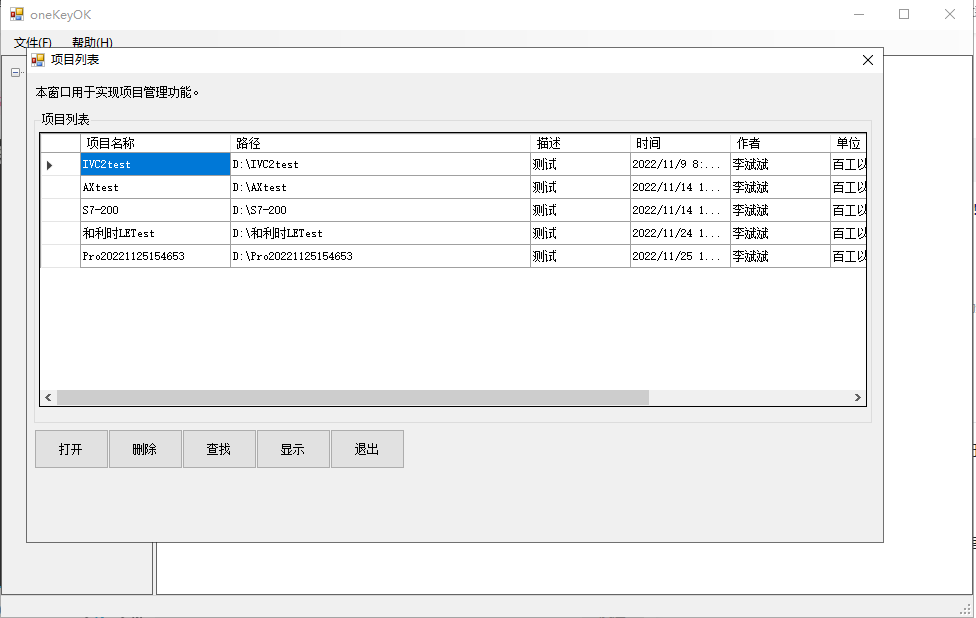 oneKeyOK
文件(F) 帮助(H)
项目列表
本窗口用于实现项目管理功能。
项目列表
项目名称 路径 描述 时间 作者 单位
IVC2test D:\IVC2test 测试 2022/11/9 8:... 李斌斌 百工以
AXtest D:\AXtest 测试 2022/11/14 1... 李斌斌 百工以
S7-200 D:\S7-200 测试 2022/11/14 1... 李斌斌 百工以
和利时LETest D:\和利时LETest 测试 2022/11/24 1... 李斌斌 百工以
Pro20221125154653 D:\Pro20221125154653 测试 2022/11/25 1... 李斌斌 百工以
打开 删除 查找 显示 退出